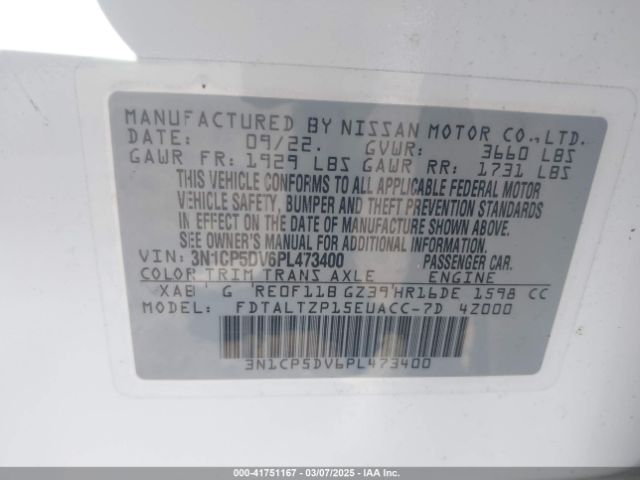 MANUFACTURED BY NISSAN MOTOR CO.,LTD.
DATE: 09/22. GVWR: 3660 LBS
GAWR FR: 1929 LBS GAWR RR: 1731 LBS
THIS VEHICLE CONFORMS TO ALL APPLICABLE FEDERAL MOTOR
VEHICLE SAFETY, BUMPER AND THEFT PREVENTION STANDARDS
IN EFFECT ON THE DATE OF MANUFACTURE SHOWN ABOVE.
SEE OWNER'S MANUAL FOR ADDITIONAL INFORMATION.
VIN: 3N1CP5DV6PL473400 PASSENGER CAR.
COLOR TRIM TRANS AXLE ENGINE
XAB G RE0F11B GZ39 HR16DE 1598 CC
MODEL: FDTALTZP15EUACC-7D 4Z000
3N1CP5DV6PL473400
000-41751167 - 03/07/2025 - IAAI.COM